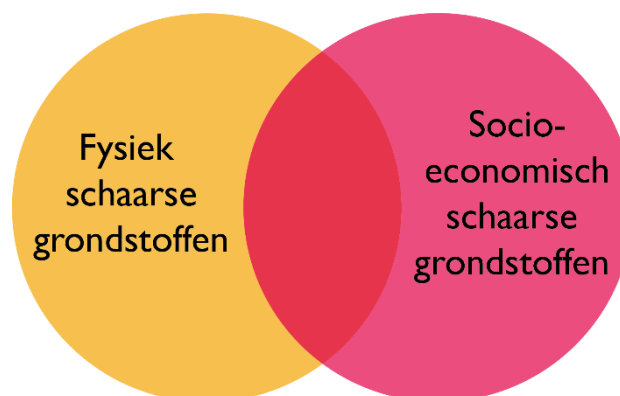 Fysiek
schaarse
grondstoffen
Socio-
economisch
schaarse
grondstoffen